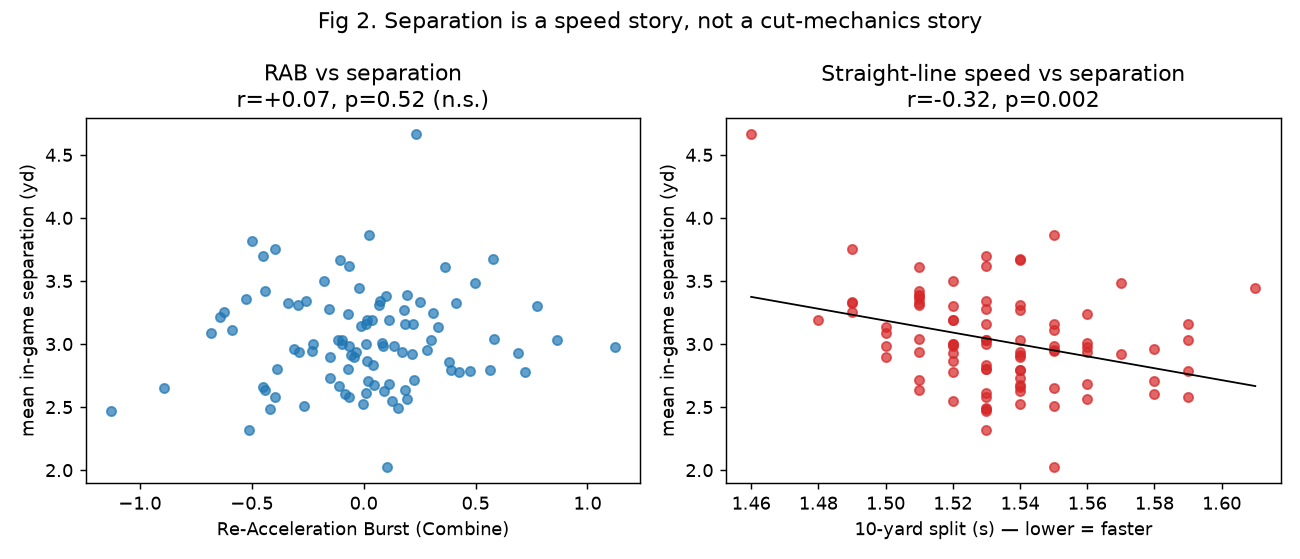 Fig 2. Separation is a speed story, not a cut-mechanics story
RAB vs separation
r=+0.07, p=0.52 (n.s.)
mean in-game separation (yd)
4.5
4.0
3.5
3.0
2.5
2.0
−1.0
−0.5
0.0
0.5
1.0
Re-Acceleration Burst (Combine)
Straight-line speed vs separation
r=-0.32, p=0.002
mean in-game separation (yd)
4.5
4.0
3.5
3.0
2.5
2.0
1.46
1.48
1.50
1.52
1.54
1.56
1.58
1.60
10-yard split (s) — lower = faster